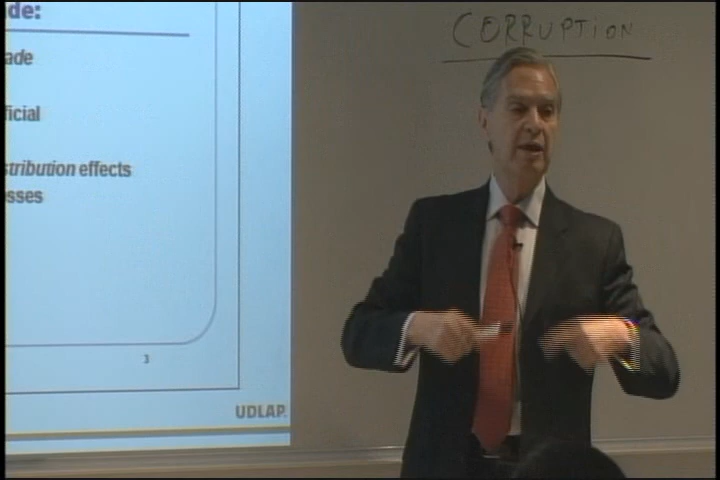 CORRUPTION
de:
ade
ficial
stribution effects
sses
3
UDLAP.